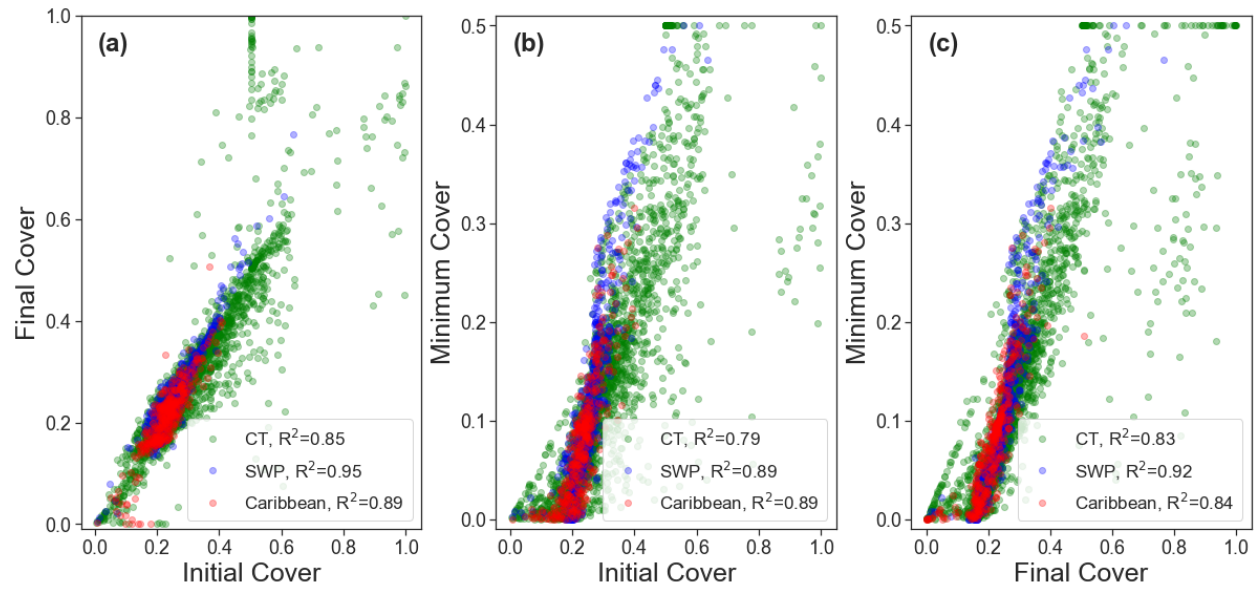 (a)
1.0
0.8
0.6
0.4
0.2
0.0
Final Cover
CT, R²=0.85
SWP, R²=0.95
Caribbean, R²=0.89
0.0 0.2 0.4 0.6 0.8 1.0
Initial Cover
(b)
0.5
0.4
0.3
0.2
0.1
0.0
Minimum Cover
CT, R²=0.79
SWP, R²=0.89
Caribbean, R²=0.89
0.0 0.2 0.4 0.6 0.8 1.0
Initial Cover
(c)
0.5
0.4
0.3
0.2
0.1
0.0
Minimum Cover
CT, R²=0.83
SWP, R²=0.92
Caribbean, R²=0.84
0.0 0.2 0.4 0.6 0.8 1.0
Final Cover